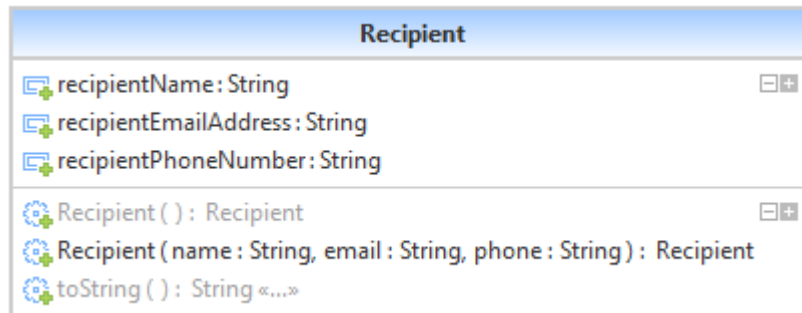 Recipient
recipientName : String
recipientEmailAddress : String
recipientPhoneNumber : String
Recipient ( ) : Recipient
Recipient ( name : String, email : String, phone : String ) : Recipient
toString ( ) : String «...»